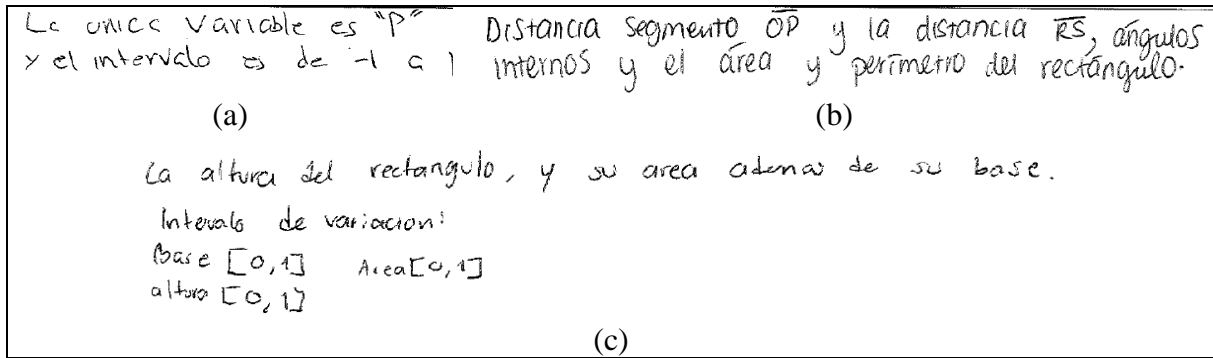 La unica variable es "P"
y el intervalo es de -1 a 1
Distancia segmento OP y la distancia RS, ángulos
internos y el área y perímetro del rectángulo.
(a)
(b)
La altura del rectangulo, y su area ademas de su base.
Intervalo de variacion:
Base [0,1] Area[0,1]
altura [0,1]
(c)